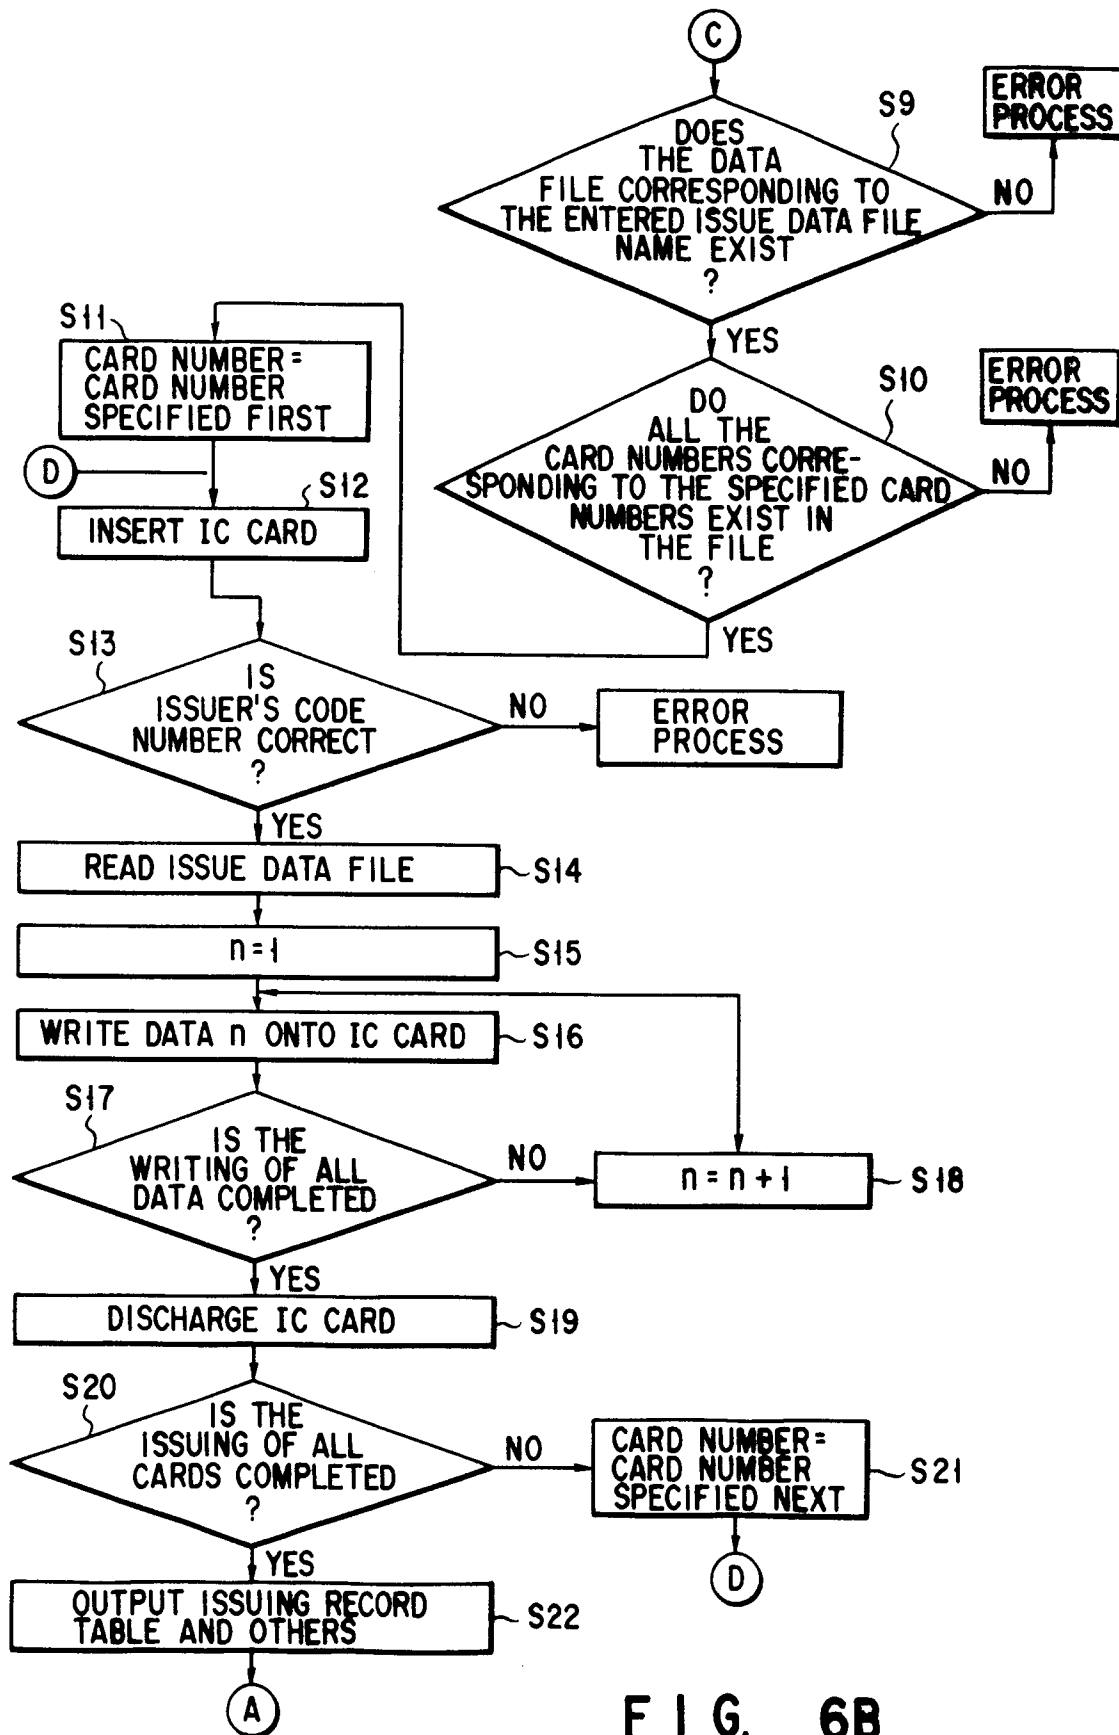 C
S9
DOES
THE DATA
FILE CORRESPONDING TO
THE ENTERED ISSUE DATA FILE
NAME EXIST
?
NO
ERROR
PROCESS
YES
S10
DO
ALL THE
CARD NUMBERS CORRE-
SPONDING TO THE SPECIFIED CARD
NUMBERS EXIST IN
THE FILE
?
NO
ERROR
PROCESS
YES
S11
CARD NUMBER=
CARD NUMBER
SPECIFIED FIRST
D
S12
INSERT IC CARD
S13
IS
ISSUER'S CODE
NUMBER CORRECT
?
NO
ERROR
PROCESS
YES
READ ISSUE DATA FILE
S14
n=1
S15
WRITE DATA n ONTO IC CARD
S16
S17
IS THE
WRITING OF ALL
DATA COMPLETED
?
NO
n=n+1
S18
YES
DISCHARGE IC CARD
S19
S20
IS THE
ISSUING OF ALL
CARDS COMPLETED
?
NO
CARD NUMBER=
CARD NUMBER
SPECIFIED NEXT
S21
D
YES
OUTPUT ISSUING RECORD
TABLE AND OTHERS
S22
A
FIG. 6B